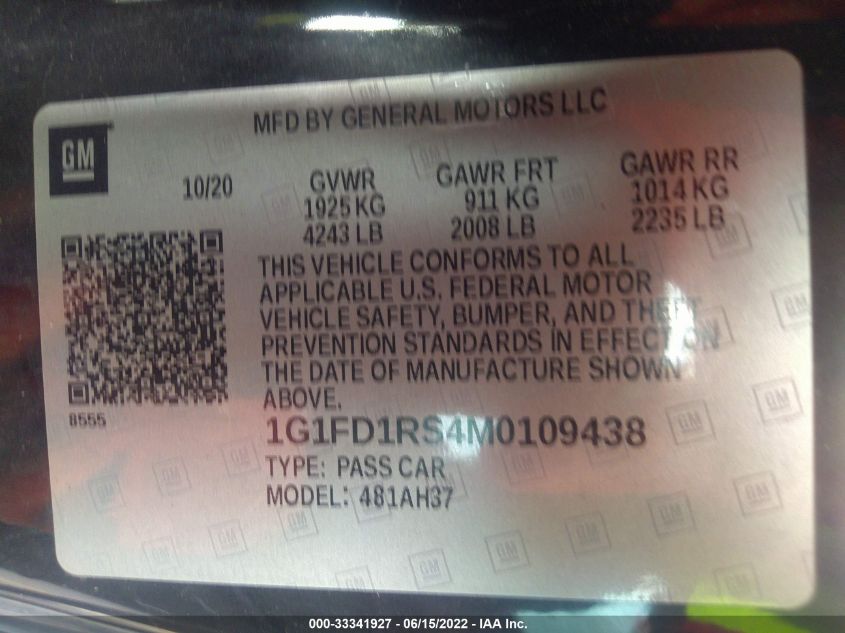 MFD BY GENERAL MOTORS LLC
GM
10/20
GVWR
1925 KG
4243 LB
GAWR FRT
911 KG
2008 LB
GAWR RR
1014 KG
2235 LB
THIS VEHICLE CONFORMS TO ALL
APPLICABLE U.S. FEDERAL MOTOR
VEHICLE SAFETY, BUMPER, AND THEFT
PREVENTION STANDARDS IN EFFECT ON
THE DATE OF MANUFACTURE SHOWN
ABOVE.
8555
1G1FD1RS4M0109438
TYPE: PASS CAR
MODEL: 481AH37
000-33341927 - 06/15/2022 - IAA Inc.